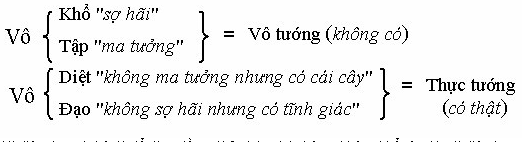 Vô { Khổ "sợ hãi"
Tập "ma tưởng" } = Vô tướng (không có)
Vô { Diệt "không ma tưởng nhưng có cái cây"
Đạo "không sợ hãi nhưng có tĩnh giác" } = Thực tướng
(có thật)